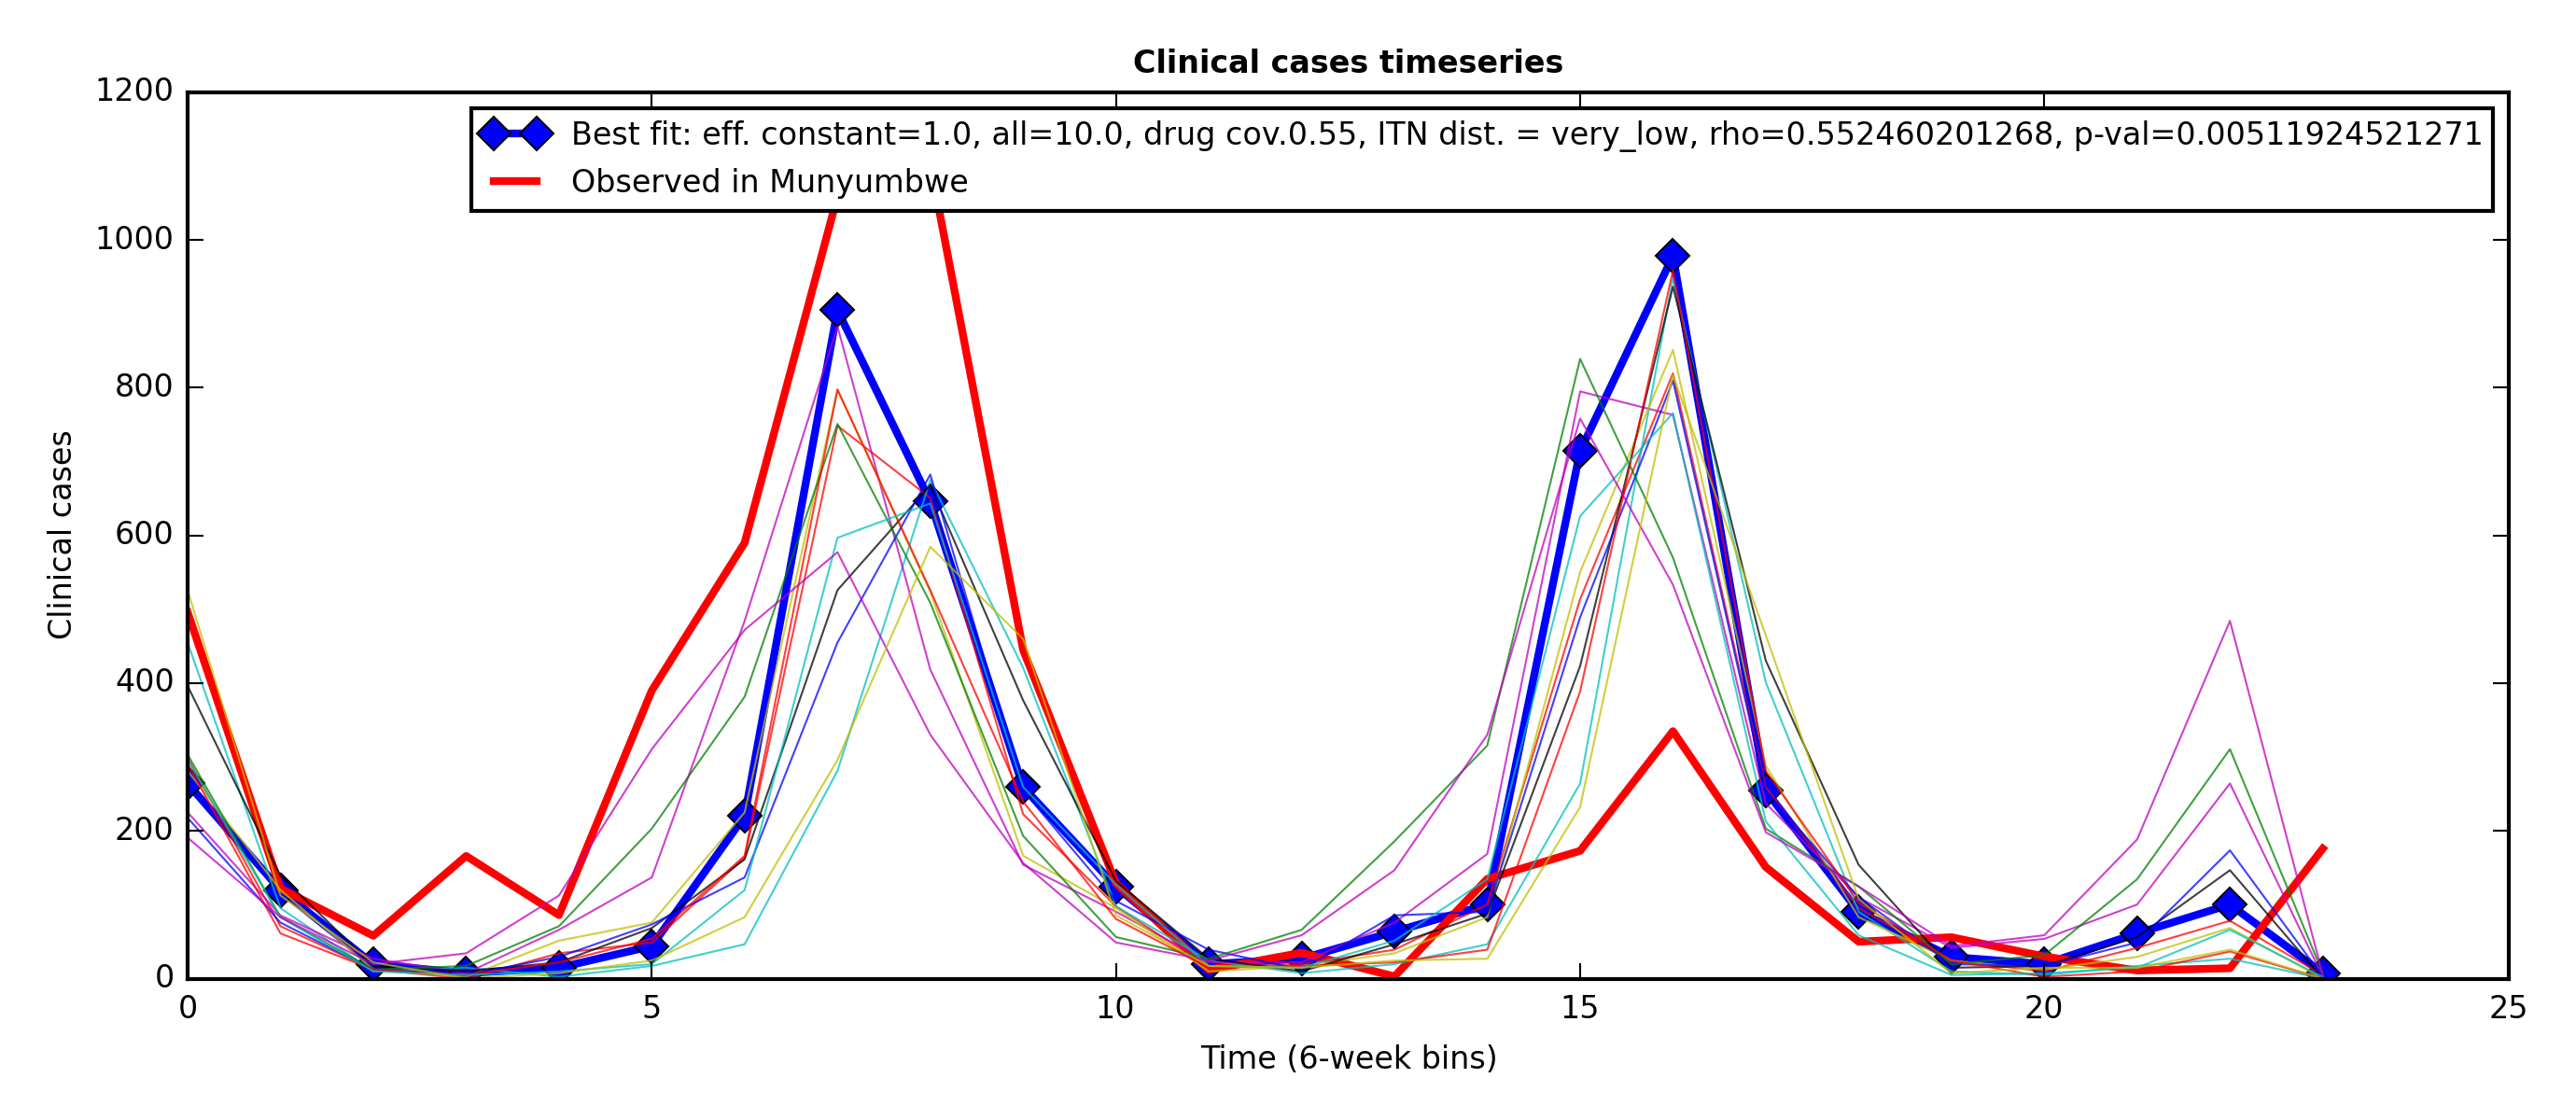 Clinical cases timeseries
1200
1000
800
600
400
200
0
Clinical cases
Best fit: eff. constant=1.0, all=10.0, drug cov.0.55, ITN dist. = very_low, rho=0.552460201268, p-val=0.00511924521271
Observed in Munyumbwe
0 5 10 15 20 25
Time (6-week bins)